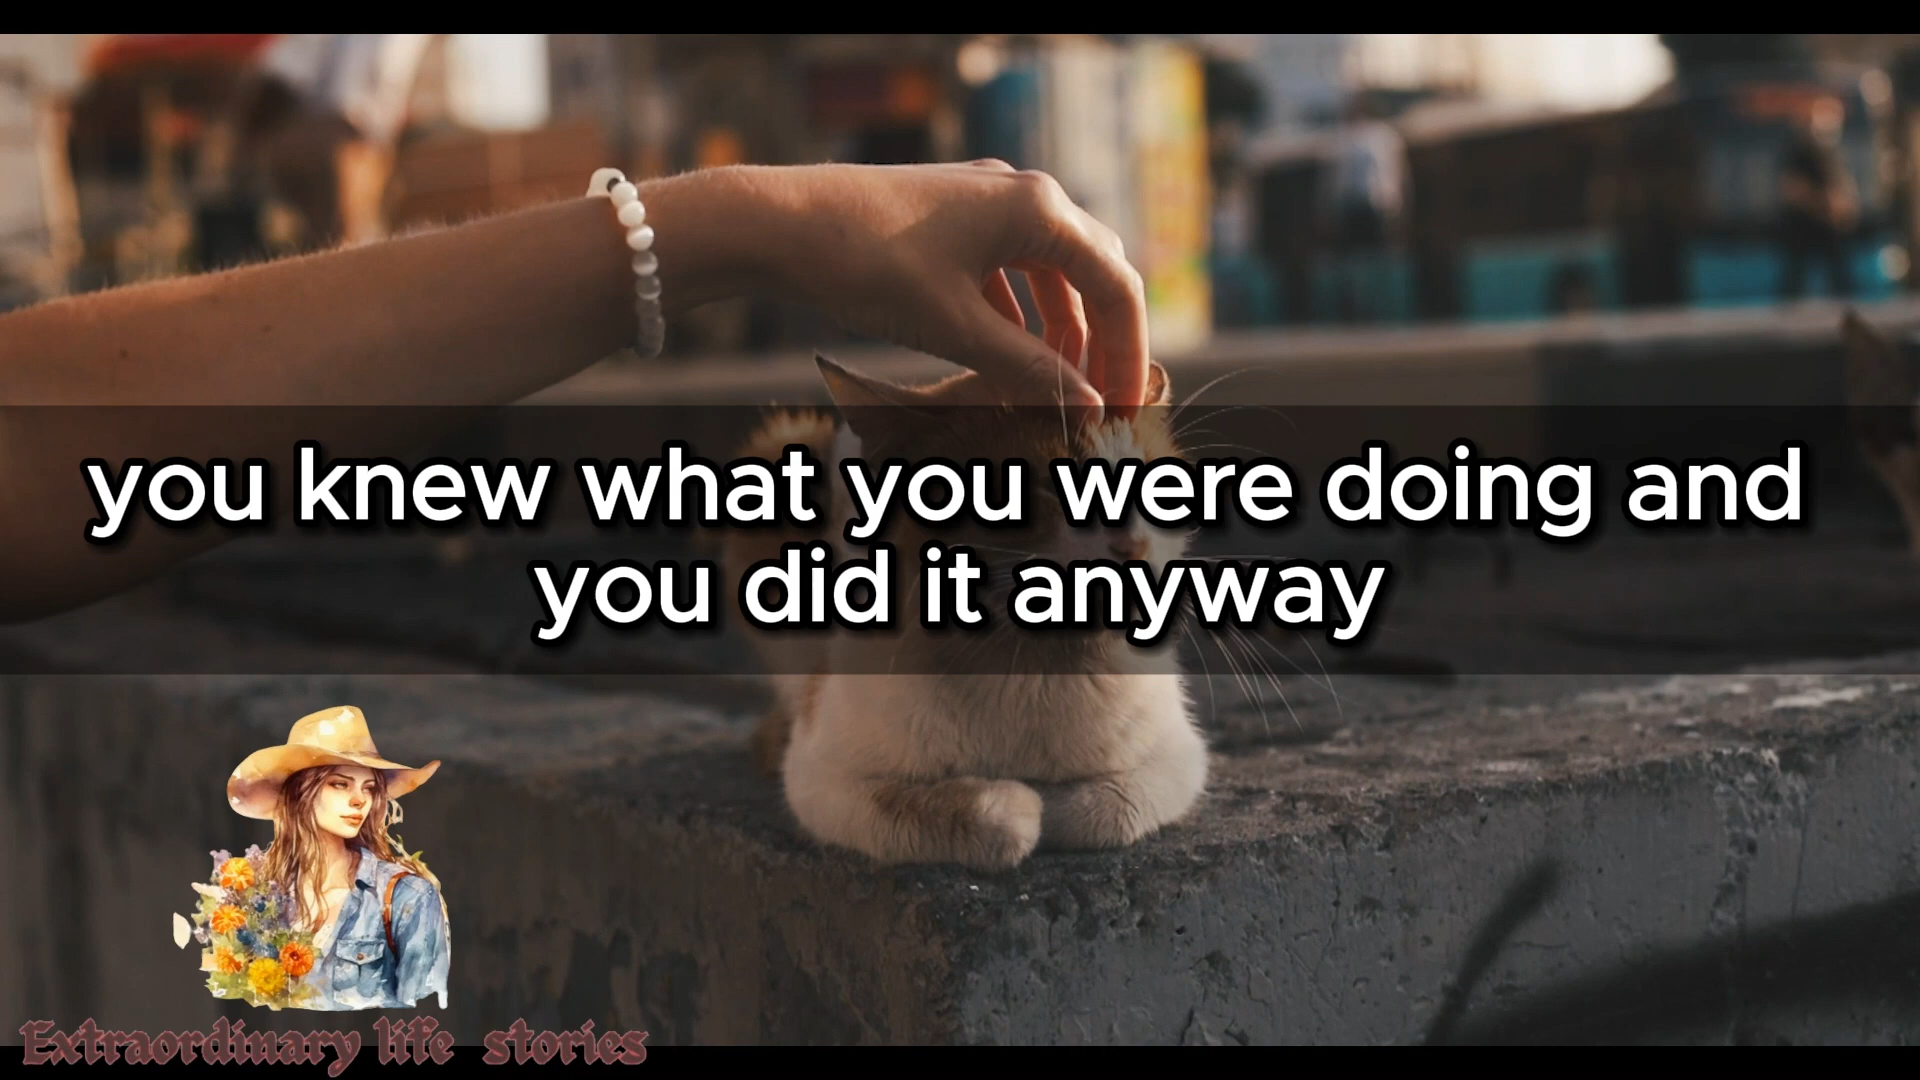 you knew what you were doing and
you did it anyway
Extraordinary life stories